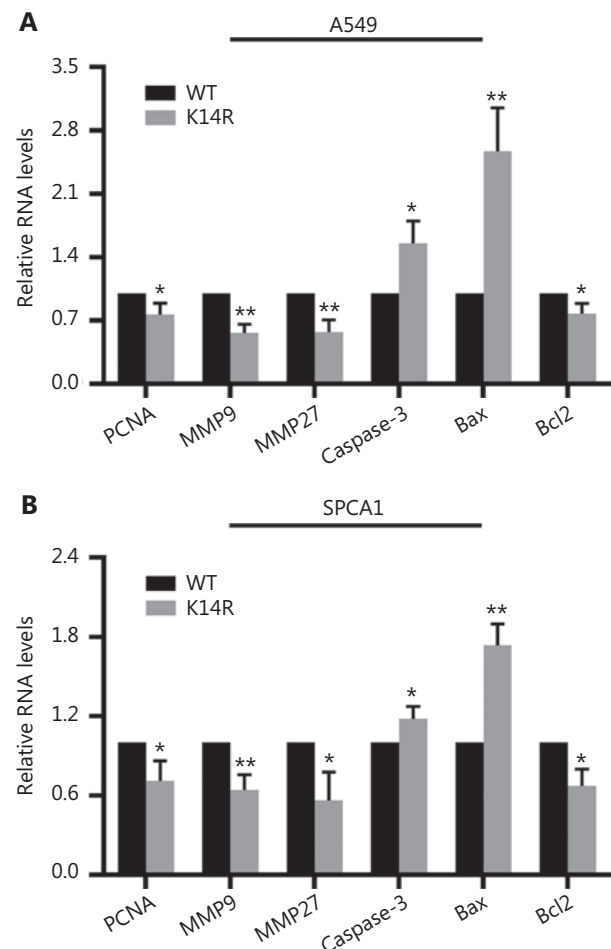 A
A549
3.5
2.8
2.1
1.4
0.7
0.0
Relative RNA levels
WT
K14R
*
**
**
*
**
*
PCNA
MMP9
MMP27
Caspase-3
Bax
Bcl2
B
SPCA1
2.4
1.8
1.2
0.6
0.0
Relative RNA levels
WT
K14R
*
**
*
*
**
*
PCNA
MMP9
MMP27
Caspase-3
Bax
Bcl2